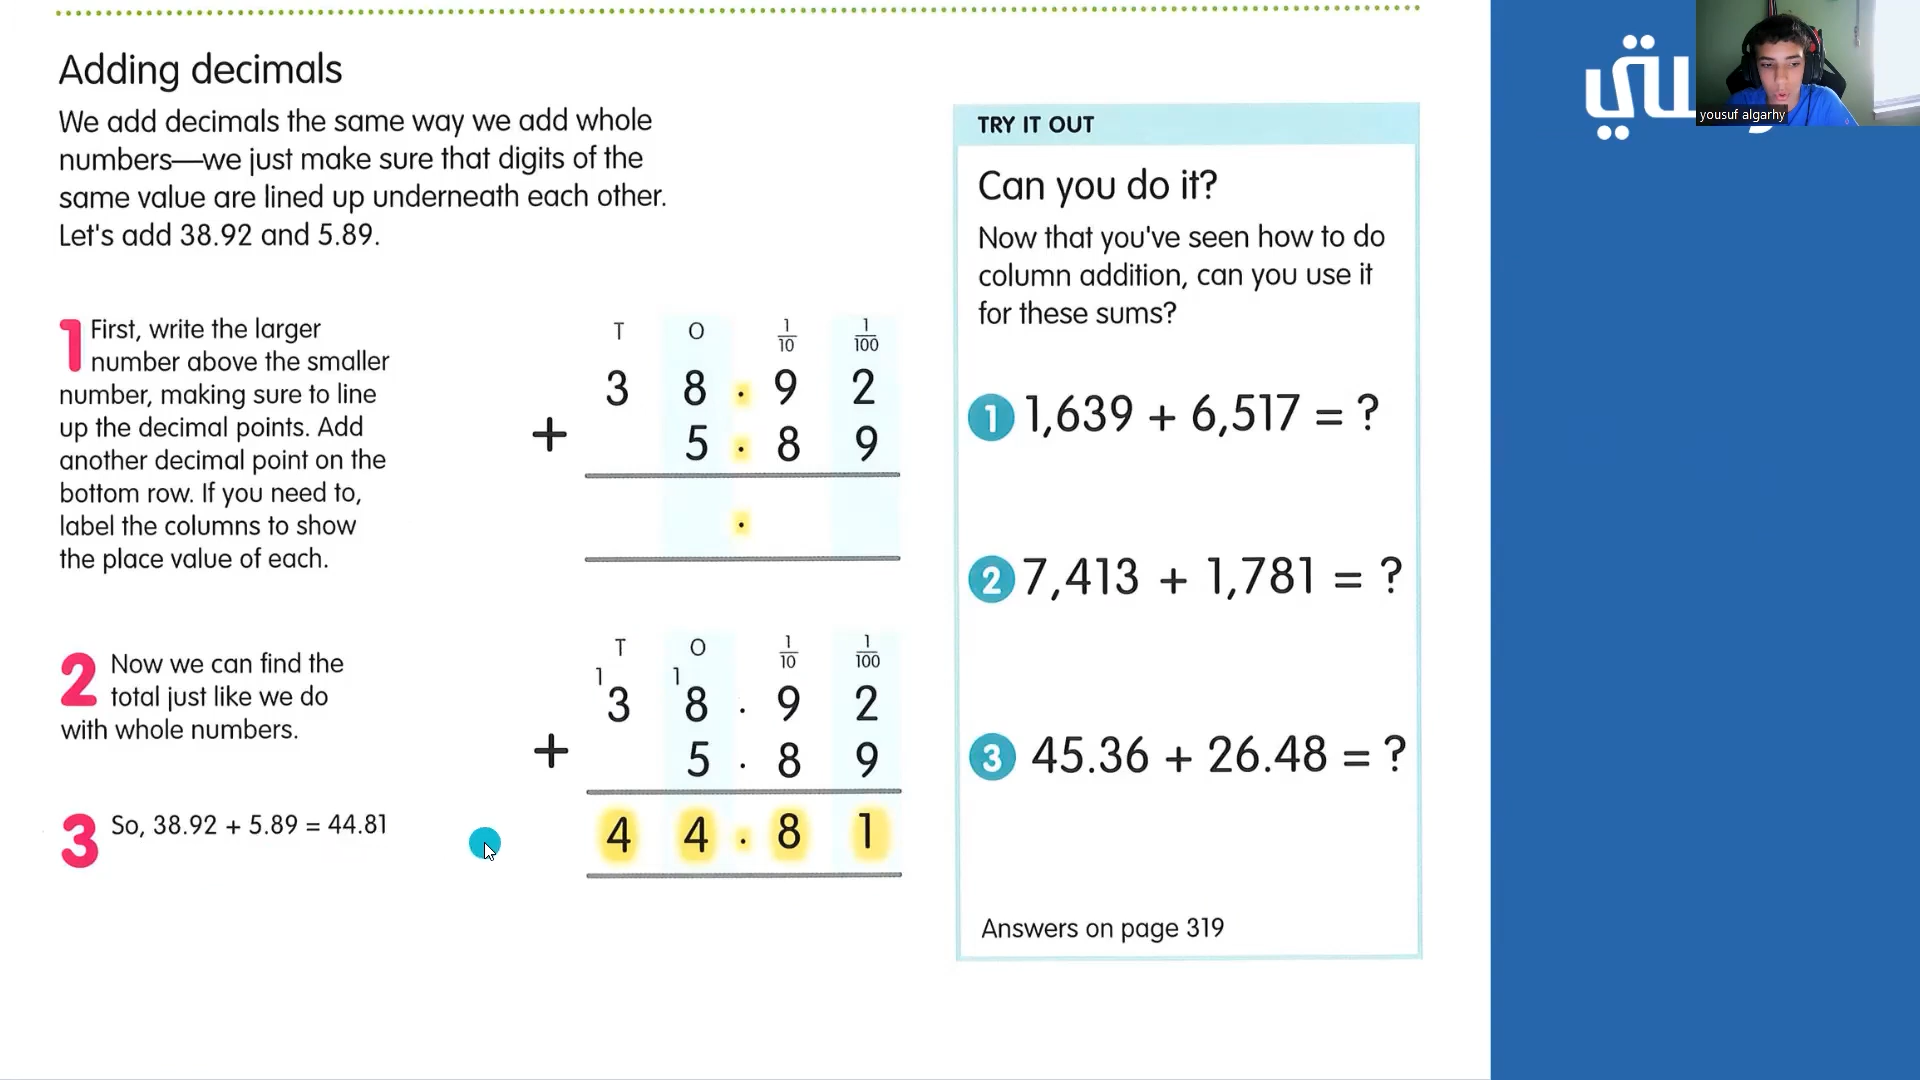 Adding decimals
We add decimals the same way we add whole
numbers—we just make sure that digits of the
same value are lined up underneath each other.
Let's add 38.92 and 5.89.
1 First, write the larger
number above the smaller
number, making sure to line
up the decimal points. Add
another decimal point on the
bottom row. If you need to,
label the columns to show
the place value of each.
T O 1/10 1/100
3 8 . 9 2
+ 5 . 8 9
.
2 Now we can find the
total just like we do
with whole numbers.
T O 1/10 1/100
1 1
3 8 . 9 2
+ 5 . 8 9
4 4 . 8 1
3 So, 38.92 + 5.89 = 44.81
TRY IT OUT
Can you do it?
Now that you've seen how to do
column addition, can you use it
for these sums?
1 1,639 + 6,517 = ?
2 7,413 + 1,781 = ?
3 45.36 + 26.48 = ?
Answers on page 319
yousuf algarhy